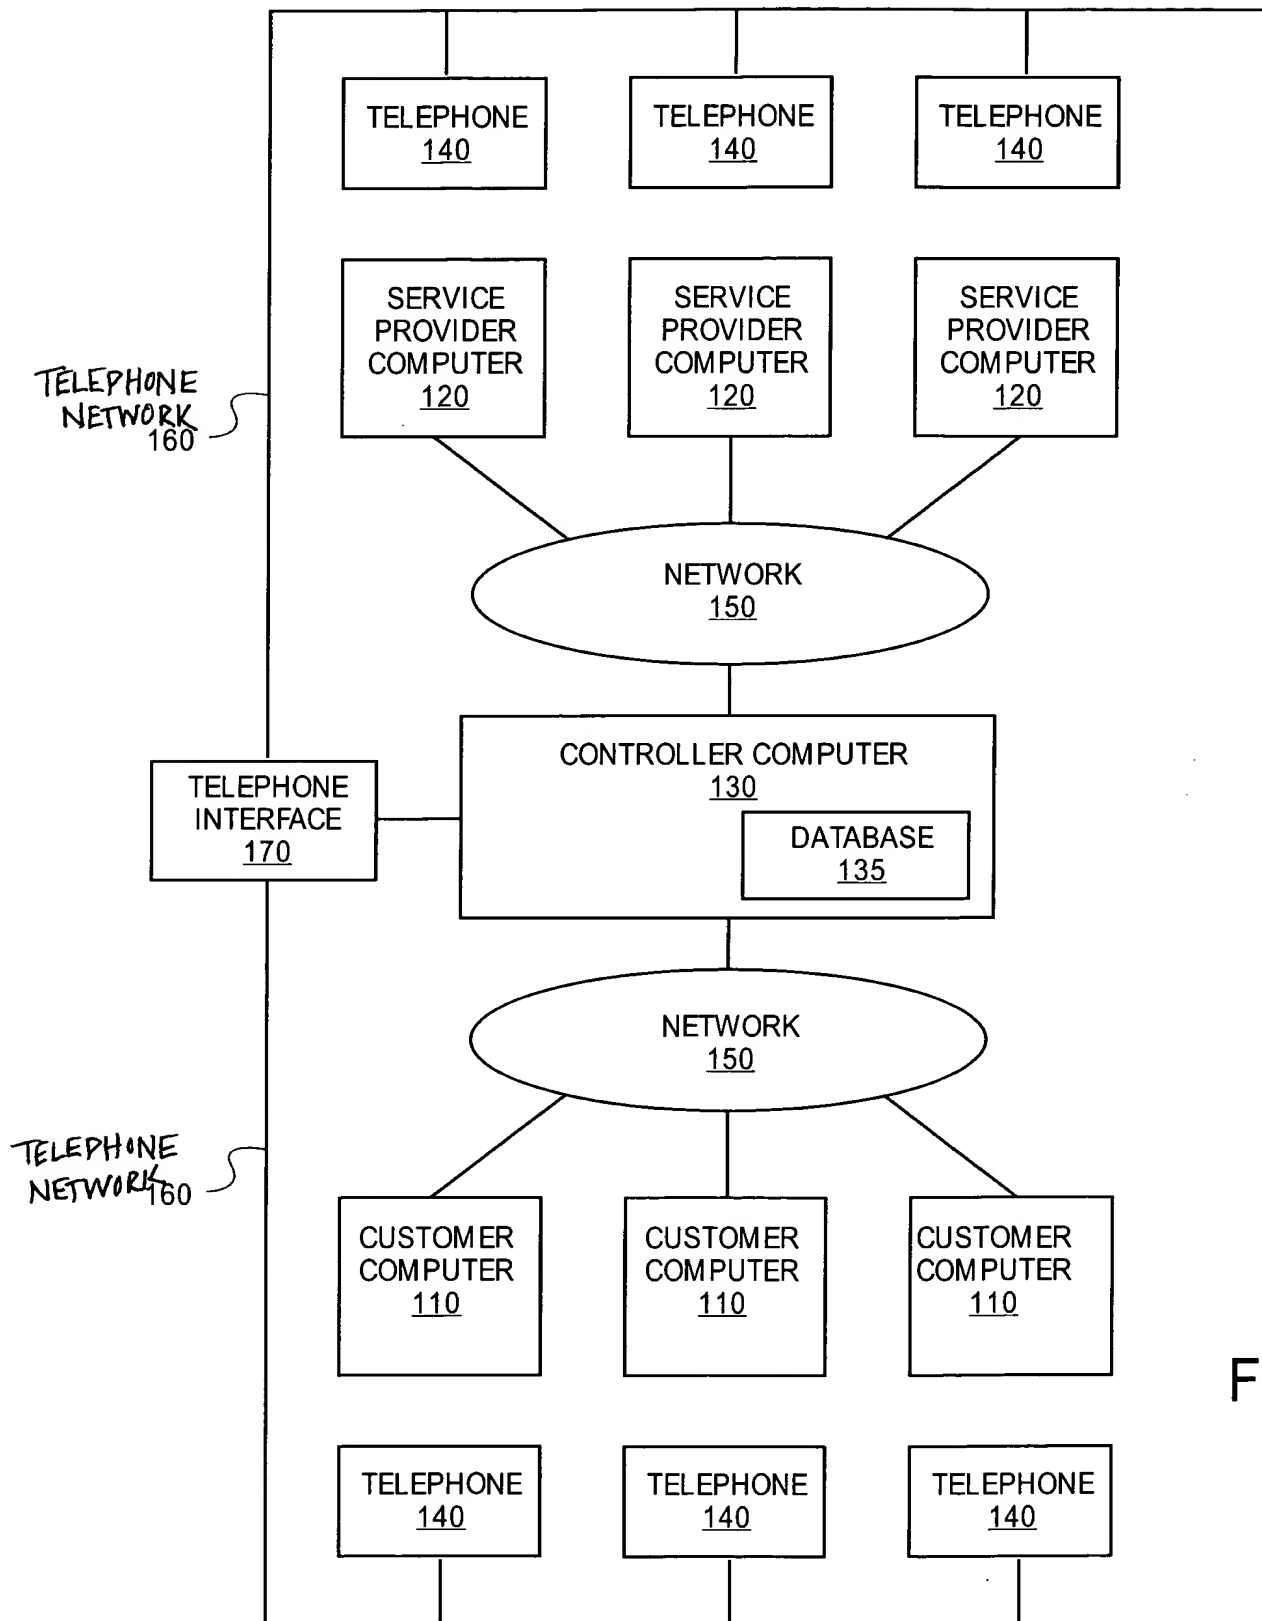 TELEPHONE
140
TELEPHONE
140
TELEPHONE
140
SERVICE
PROVIDER
COMPUTER
120
SERVICE
PROVIDER
COMPUTER
120
SERVICE
PROVIDER
COMPUTER
120
TELEPHONE
NETWORK
160
NETWORK
150
CONTROLLER COMPUTER
130
DATABASE
135
TELEPHONE
INTERFACE
170
NETWORK
150
TELEPHONE
NETWORK
160
CUSTOMER
COMPUTER
110
CUSTOMER
COMPUTER
110
CUSTOMER
COMPUTER
110
F
TELEPHONE
140
TELEPHONE
140
TELEPHONE
140